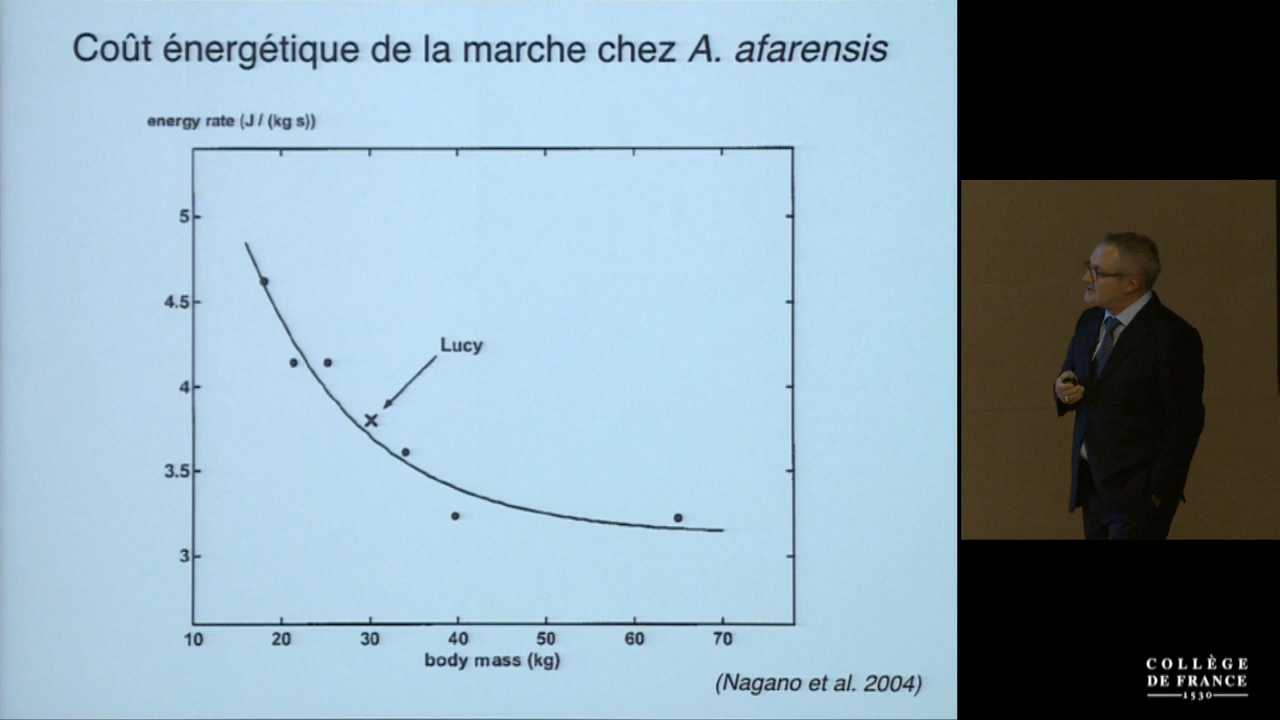 Coût énergétique de la marche chez A. afarensis
energy rate (J / (kg s))
5
4.5
4
3.5
3
Lucy
10 20 30 40 50 60 70
body mass (kg)
(Nagano et al. 2004)
COLLÈGE
DE FRANCE
1530